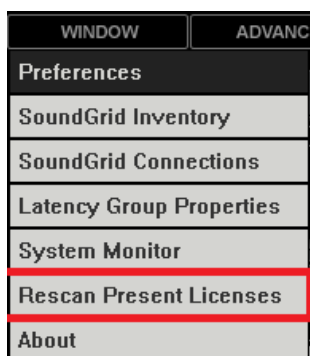 WINDOW ADVANC
Preferences
SoundGrid Inventory
SoundGrid Connections
Latency Group Properties
System Monitor
Rescan Present Licenses
About